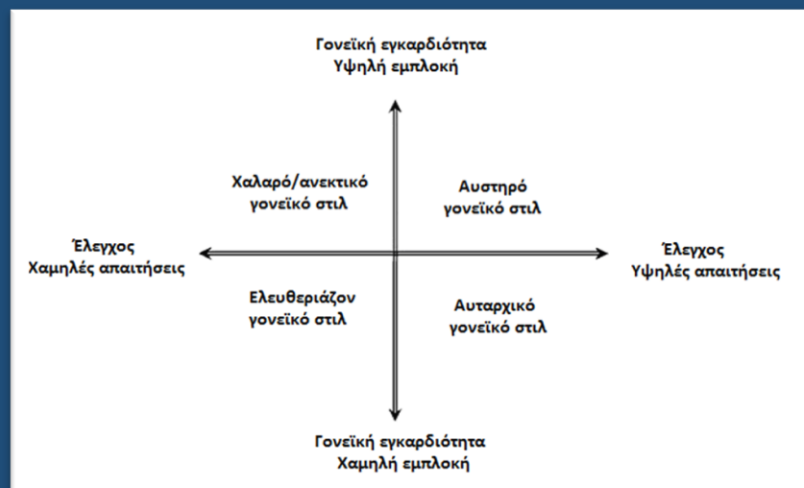 Γονεϊκή εγκαρδιότητα
Υψηλή εμπλοκή
Χαλαρό/ανεκτικό
γονεϊκό στιλ
Αυστηρό
γονεϊκό στιλ
Έλεγχος
Χαμηλές απαιτήσεις
Έλεγχος
Υψηλές απαιτήσεις
Ελευθεριάζον
γονεϊκό στιλ
Αυταρχικό
γονεϊκό στιλ
Γονεϊκή εγκαρδιότητα
Χαμηλή εμπλοκή